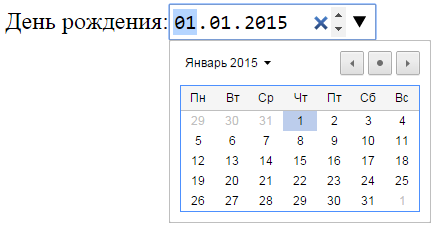 День рождения: 01.01.2015
Январь 2015
Пн Вт Ср Чт Пт Сб Вс
29 30 31 1 2 3 4
5 6 7 8 9 10 11
12 13 14 15 16 17 18
19 20 21 22 23 24 25
26 27 28 29 30 31 1